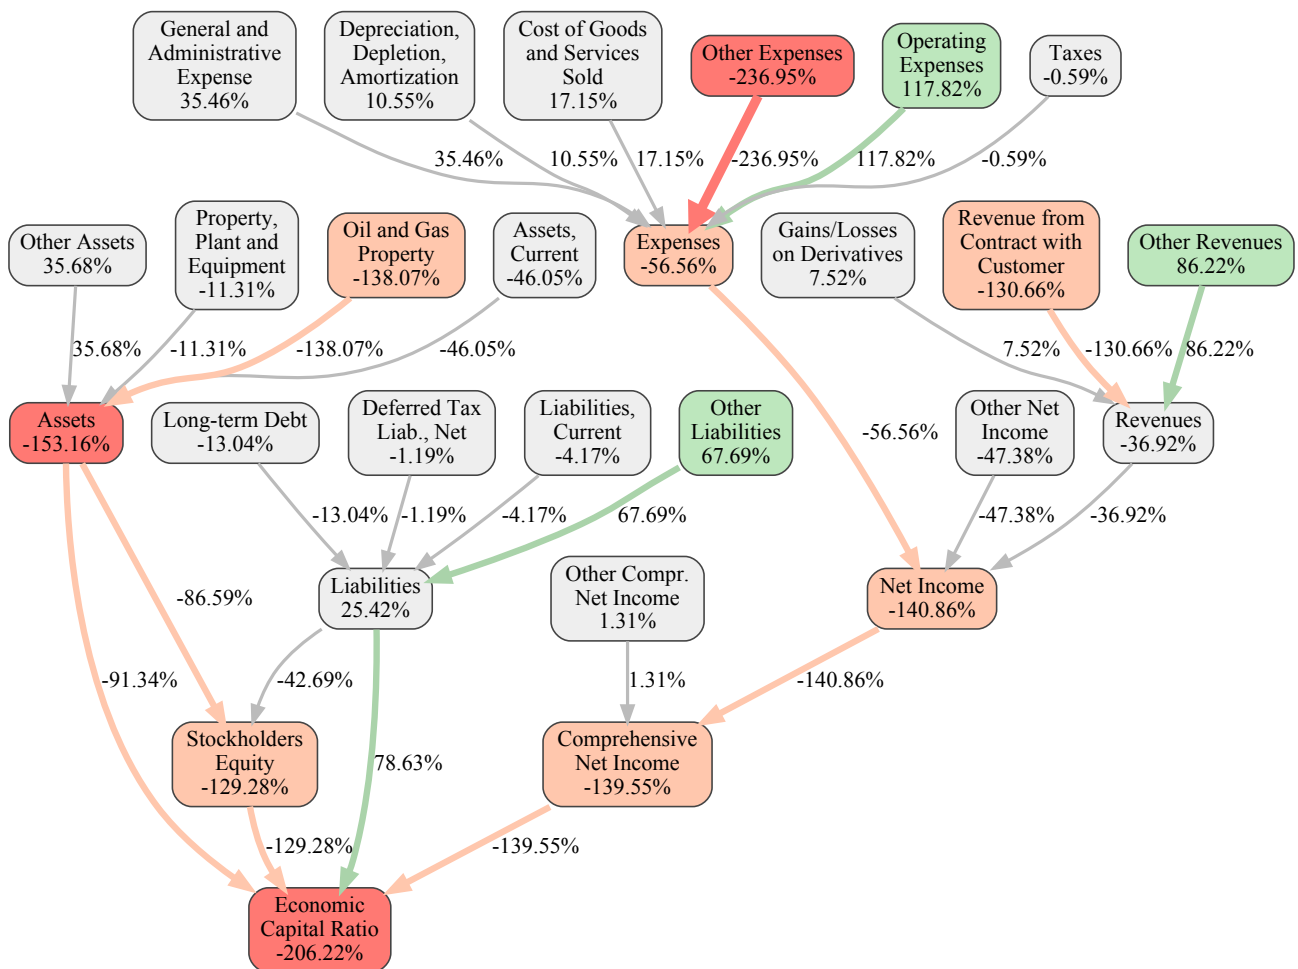 General and
Administrative
Expense
35.46%
Depreciation,
Depletion,
Amortization
10.55%
Cost of Goods
and Services
Sold
17.15%
Other Expenses
-236.95%
Operating
Expenses
117.82%
Taxes
-0.59%
35.46%
10.55%
17.15%
-236.95%
117.82%
-0.59%
Other Assets
35.68%
Property,
Plant and
Equipment
-11.31%
Oil and Gas
Property
-138.07%
Assets,
Current
-46.05%
Expenses
-56.56%
Gains/Losses
on Derivatives
7.52%
Revenue from
Contract with
Customer
-130.66%
Other Revenues
86.22%
35.68%
-11.31%
-138.07%
-46.05%
7.52%
-130.66%
86.22%
Assets
-153.16%
Long-term Debt
-13.04%
Deferred Tax
Liab., Net
-1.19%
Liabilities,
Current
-4.17%
Other
Liabilities
67.69%
-56.56%
Other Net
Income
-47.38%
Revenues
-36.92%
-13.04%
-1.19%
-4.17%
67.69%
-47.38%
-36.92%
-86.59%
Liabilities
25.42%
Other Compr.
Net Income
1.31%
Net Income
-140.86%
-91.34%
-42.69%
1.31%
-140.86%
Stockholders
Equity
-129.28%
78.63%
Comprehensive
Net Income
-139.55%
-129.28%
-139.55%
Economic
Capital Ratio
-206.22%